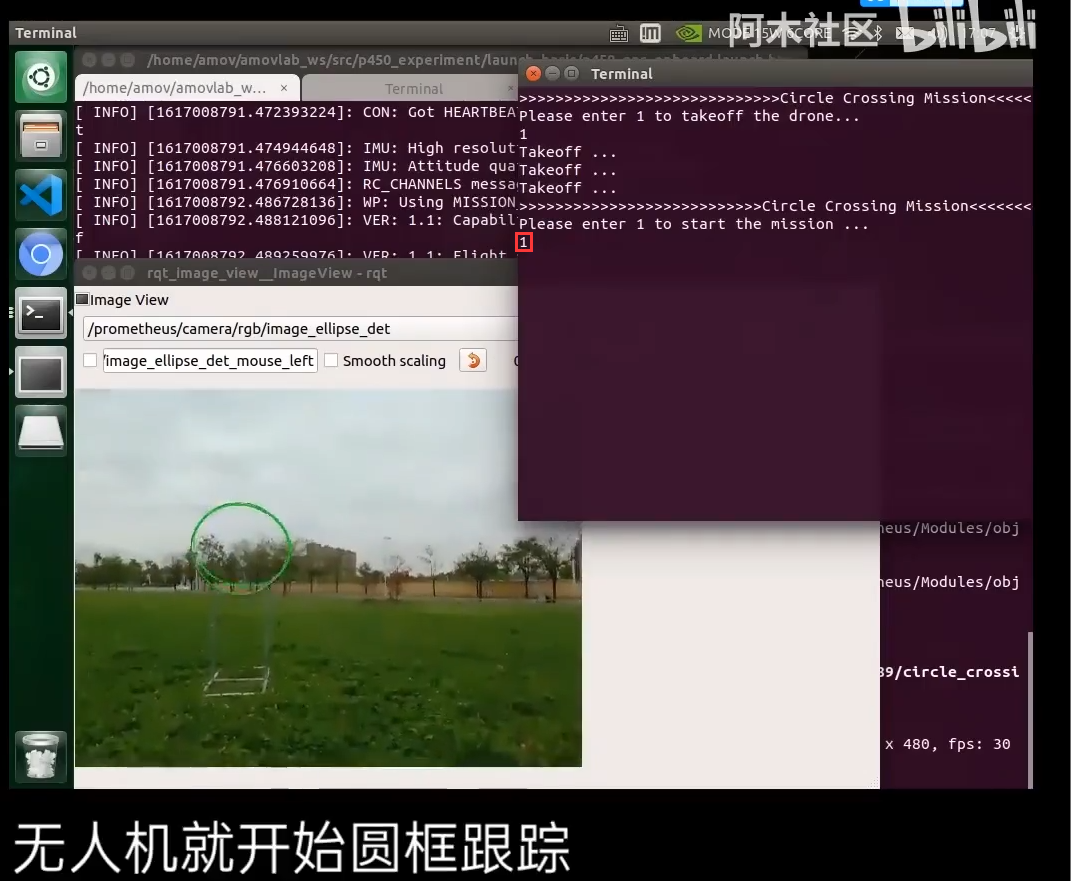 Terminal
MODE 15W 6CORE
17:07
阿木社区
bilibili
/home/amov/amovlab_ws/src/p450_experiment/launch_basic/p450
/home/amov/amovlab_w... ×
Terminal ×
[ INFO] [1617008791.472393224]: CON: Got HEARTBEA
t
[ INFO] [1617008791.474944648]: IMU: High resolut
[ INFO] [1617008791.476603208]: IMU: Attitude qua
[ INFO] [1617008791.476910664]: RC_CHANNELS messa
[ INFO] [1617008792.486728136]: WP: Using MISSION
[ INFO] [1617008792.488121096]: VER: 1.1: Capabil
f
[ INFO] [1617008792.489259976]: VER: 1.1: Flight
Terminal
>>>>>>>>>>>>>>>>>>>>>>>>>>>>>Circle Crossing Mission<<<<<
Please enter 1 to takeoff the drone...
1
Takeoff ...
Takeoff ...
Takeoff ...
>>>>>>>>>>>>>>>>>>>>>>>>>>>Circle Crossing Mission<<<<<<<
Please enter 1 to start the mission ...
1
rqt_image_view__ImageView - rqt
Image View
/prometheus/camera/rgb/image_ellipse_det
/image_ellipse_det_mouse_left
Smooth scaling
0
heus/Modules/obj
heus/Modules/obj
39/circle_crossi
x 480, fps: 30
无人机就开始圆框跟踪